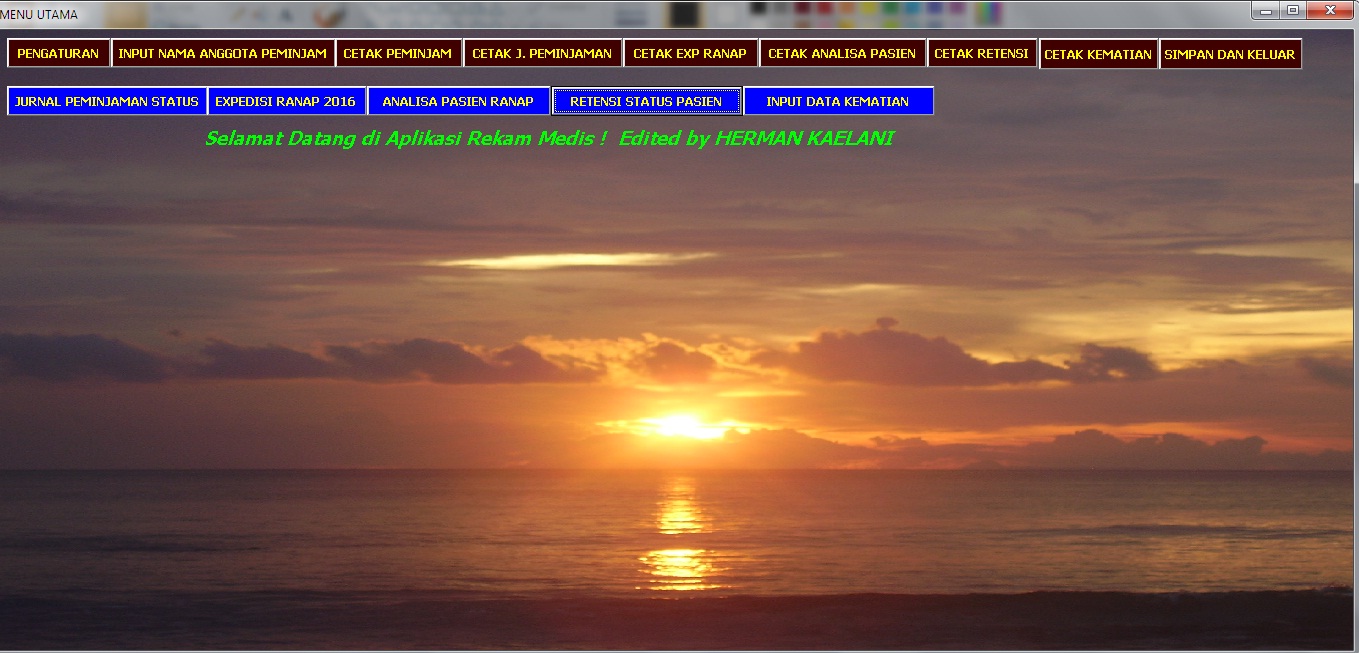 MENU UTAMA
PENGATURAN INPUT NAMA ANGGOTA PEMINJAM CETAK PEMINJAM CETAK J. PEMINJAMAN CETAK EXP RANAP CETAK ANALISA PASIEN CETAK RETENSI CETAK KEMATIAN SIMPAN DAN KELUAR
JURNAL PEMINJAMAN STATUS EXPEDISI RANAP 2016 ANALISA PASIEN RANAP RETENSI STATUS PASIEN INPUT DATA KEMATIAN
Selamat Datang di Aplikasi Rekam Medis ! Edited by HERMAN KAELANI